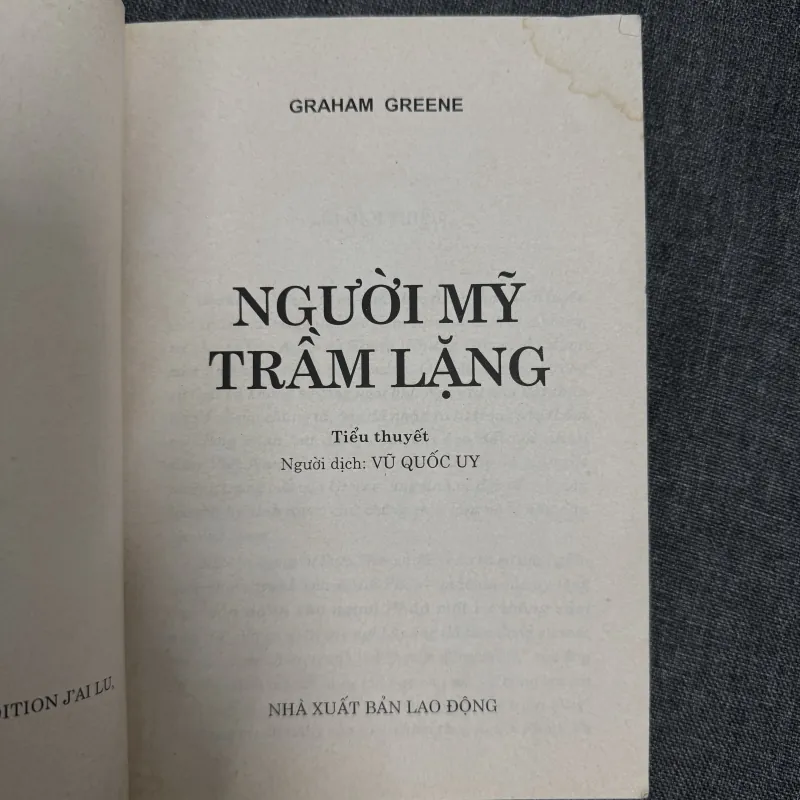 GRAHAM GREENE
NGƯỜI MỸ
TRẦM LẶNG
Tiểu thuyết
Người dịch: VŨ QUỐC UY
NHÀ XUẤT BẢN LAO ĐỘNG
J'AI LU,